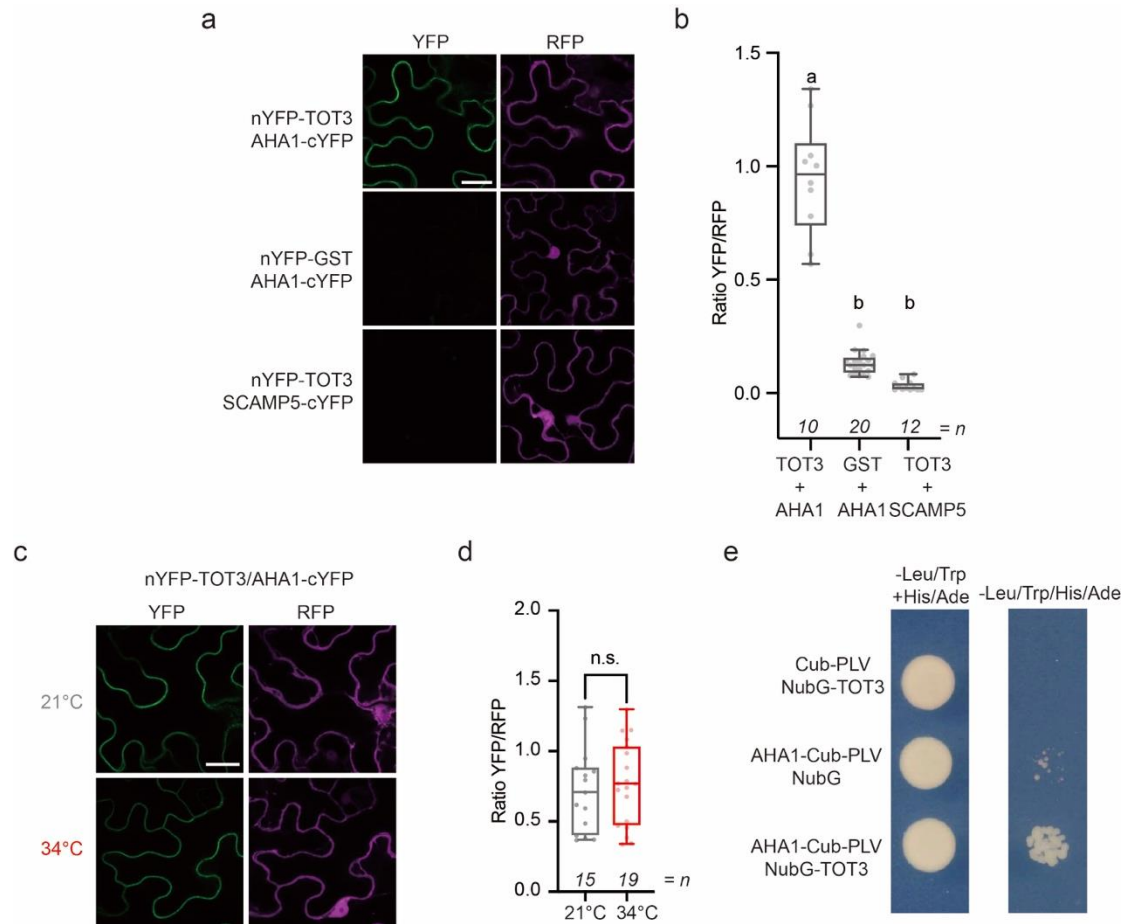 a
YFP RFP
nYFP-TOT3
AHA1-cYFP
nYFP-GST
AHA1-cYFP
nYFP-TOT3
SCAMP5-cYFP
b
Ratio YFP/RFP
1.5
1.0
0.5
0.0
a
b b
10 20 12 = n
TOT3 GST TOT3
+ + +
AHA1 AHA1 SCAMP5
c
nYFP-TOT3/AHA1-cYFP
YFP RFP
21°C
34°C
d
Ratio YFP/RFP
2.0
1.5
1.0
0.5
0.0
n.s.
15 19 = n
21°C 34°C
e
-Leu/Trp
+His/Ade
-Leu/Trp/His/Ade
Cub-PLV
NubG-TOT3
AHA1-Cub-PLV
NubG
AHA1-Cub-PLV
NubG-TOT3